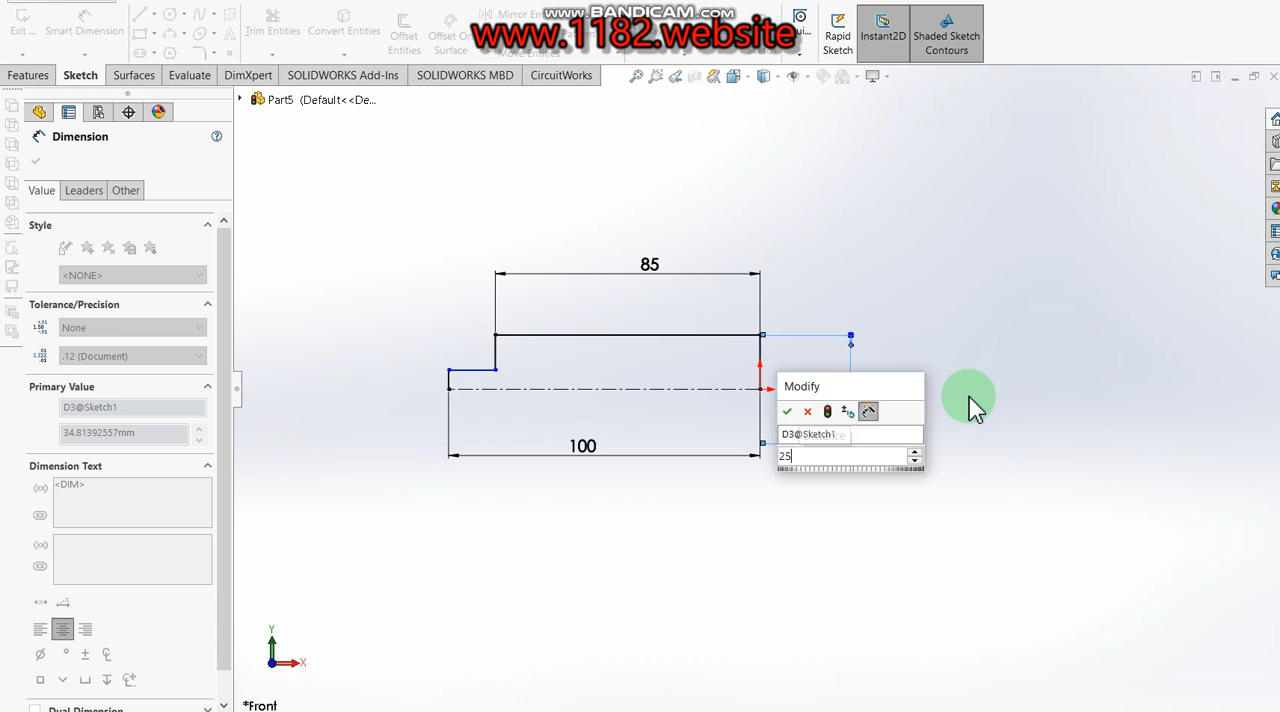 www.BANDICAM.com
www.1182.website
Exit ...
Smart Dimension
Trim Entities
Convert Entities
Offset
Entities
Offset On
Surface
Mirror Entities
Move Entities
Rapid
Sketch
Instant2D
Shaded Sketch
Contours
Features
Sketch
Surfaces
Evaluate
DimXpert
SOLIDWORKS Add-Ins
SOLIDWORKS MBD
CircuitWorks
Part5 (Default<<De...
Dimension
Value
Leaders
Other
Style
<NONE>
Tolerance/Precision
None
.12 (Document)
Primary Value
D3@Sketch1
34.8139255mm
Dimension Text
<DIM>
Dual Dimension
85
100
Modify
D3@Sketch1
25
Y
X
*Front